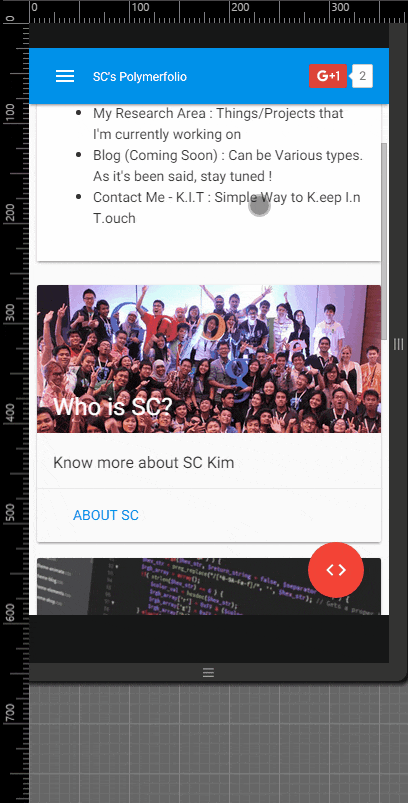 0 100 200 300
100
200
300
400
500
600
700
SC's Polymerfolio
G+1 2
My Research Area : Things/Projects that
I'm currently working on
Blog (Coming Soon) : Can be Various types.
As it's been said, stay tuned !
Contact Me - K.I.T : Simple Way to K.eep I.n
T.ouch
Who is SC?
Know more about SC Kim
ABOUT SC
< >